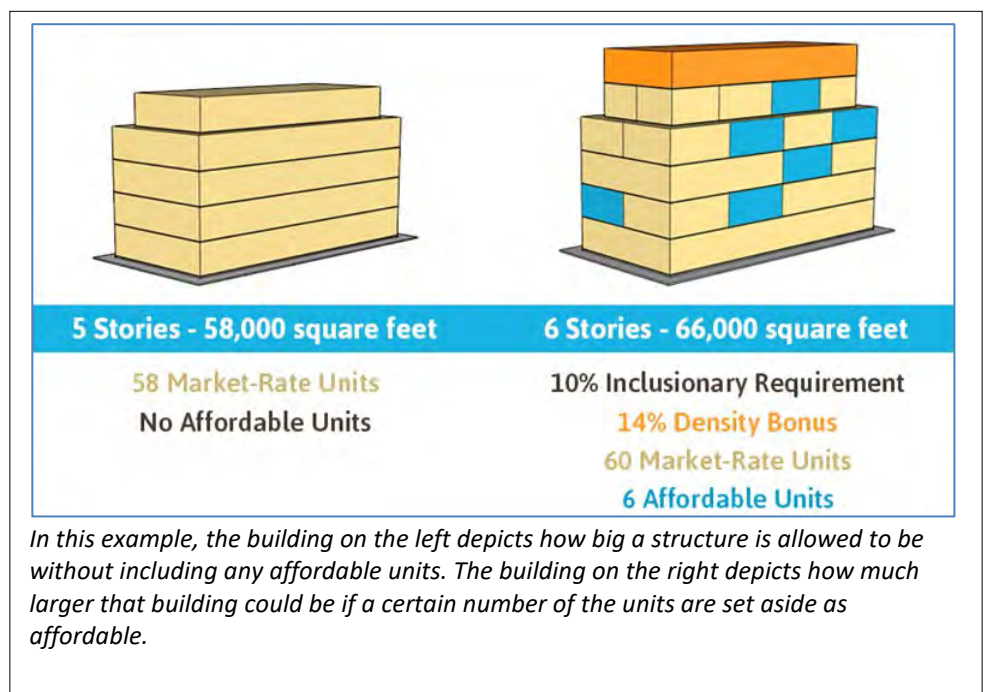 5 Stories - 58,000 square feet
58 Market-Rate Units
No Affordable Units
6 Stories - 66,000 square feet
10% Inclusionary Requirement
14% Density Bonus
60 Market-Rate Units
6 Affordable Units
In this example, the building on the left depicts how big a structure is allowed to be
without including any affordable units. The building on the right depicts how much
larger that building could be if a certain number of the units are set aside as
affordable.